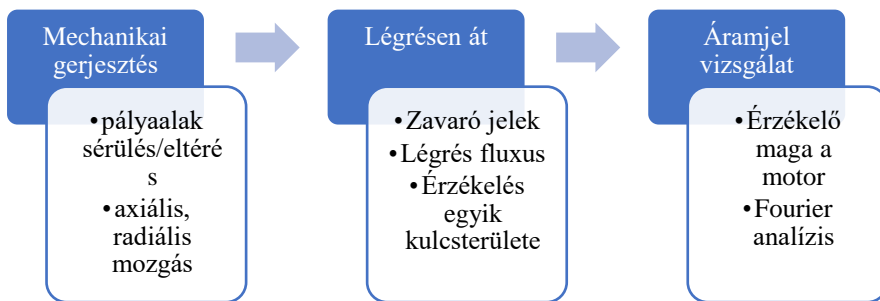 Mechanikai
gerjesztés
•pályaalak
sérülés/eltéré
s
•axiális,
radiális
mozgás
Légrésen át
•Zavaró jelek
•Légrés fluxus
•Érzékelés
egyik
kulcsterülete
Áramjel
vizsgálat
•Érzékelő
maga a
motor
•Fourier
analízis